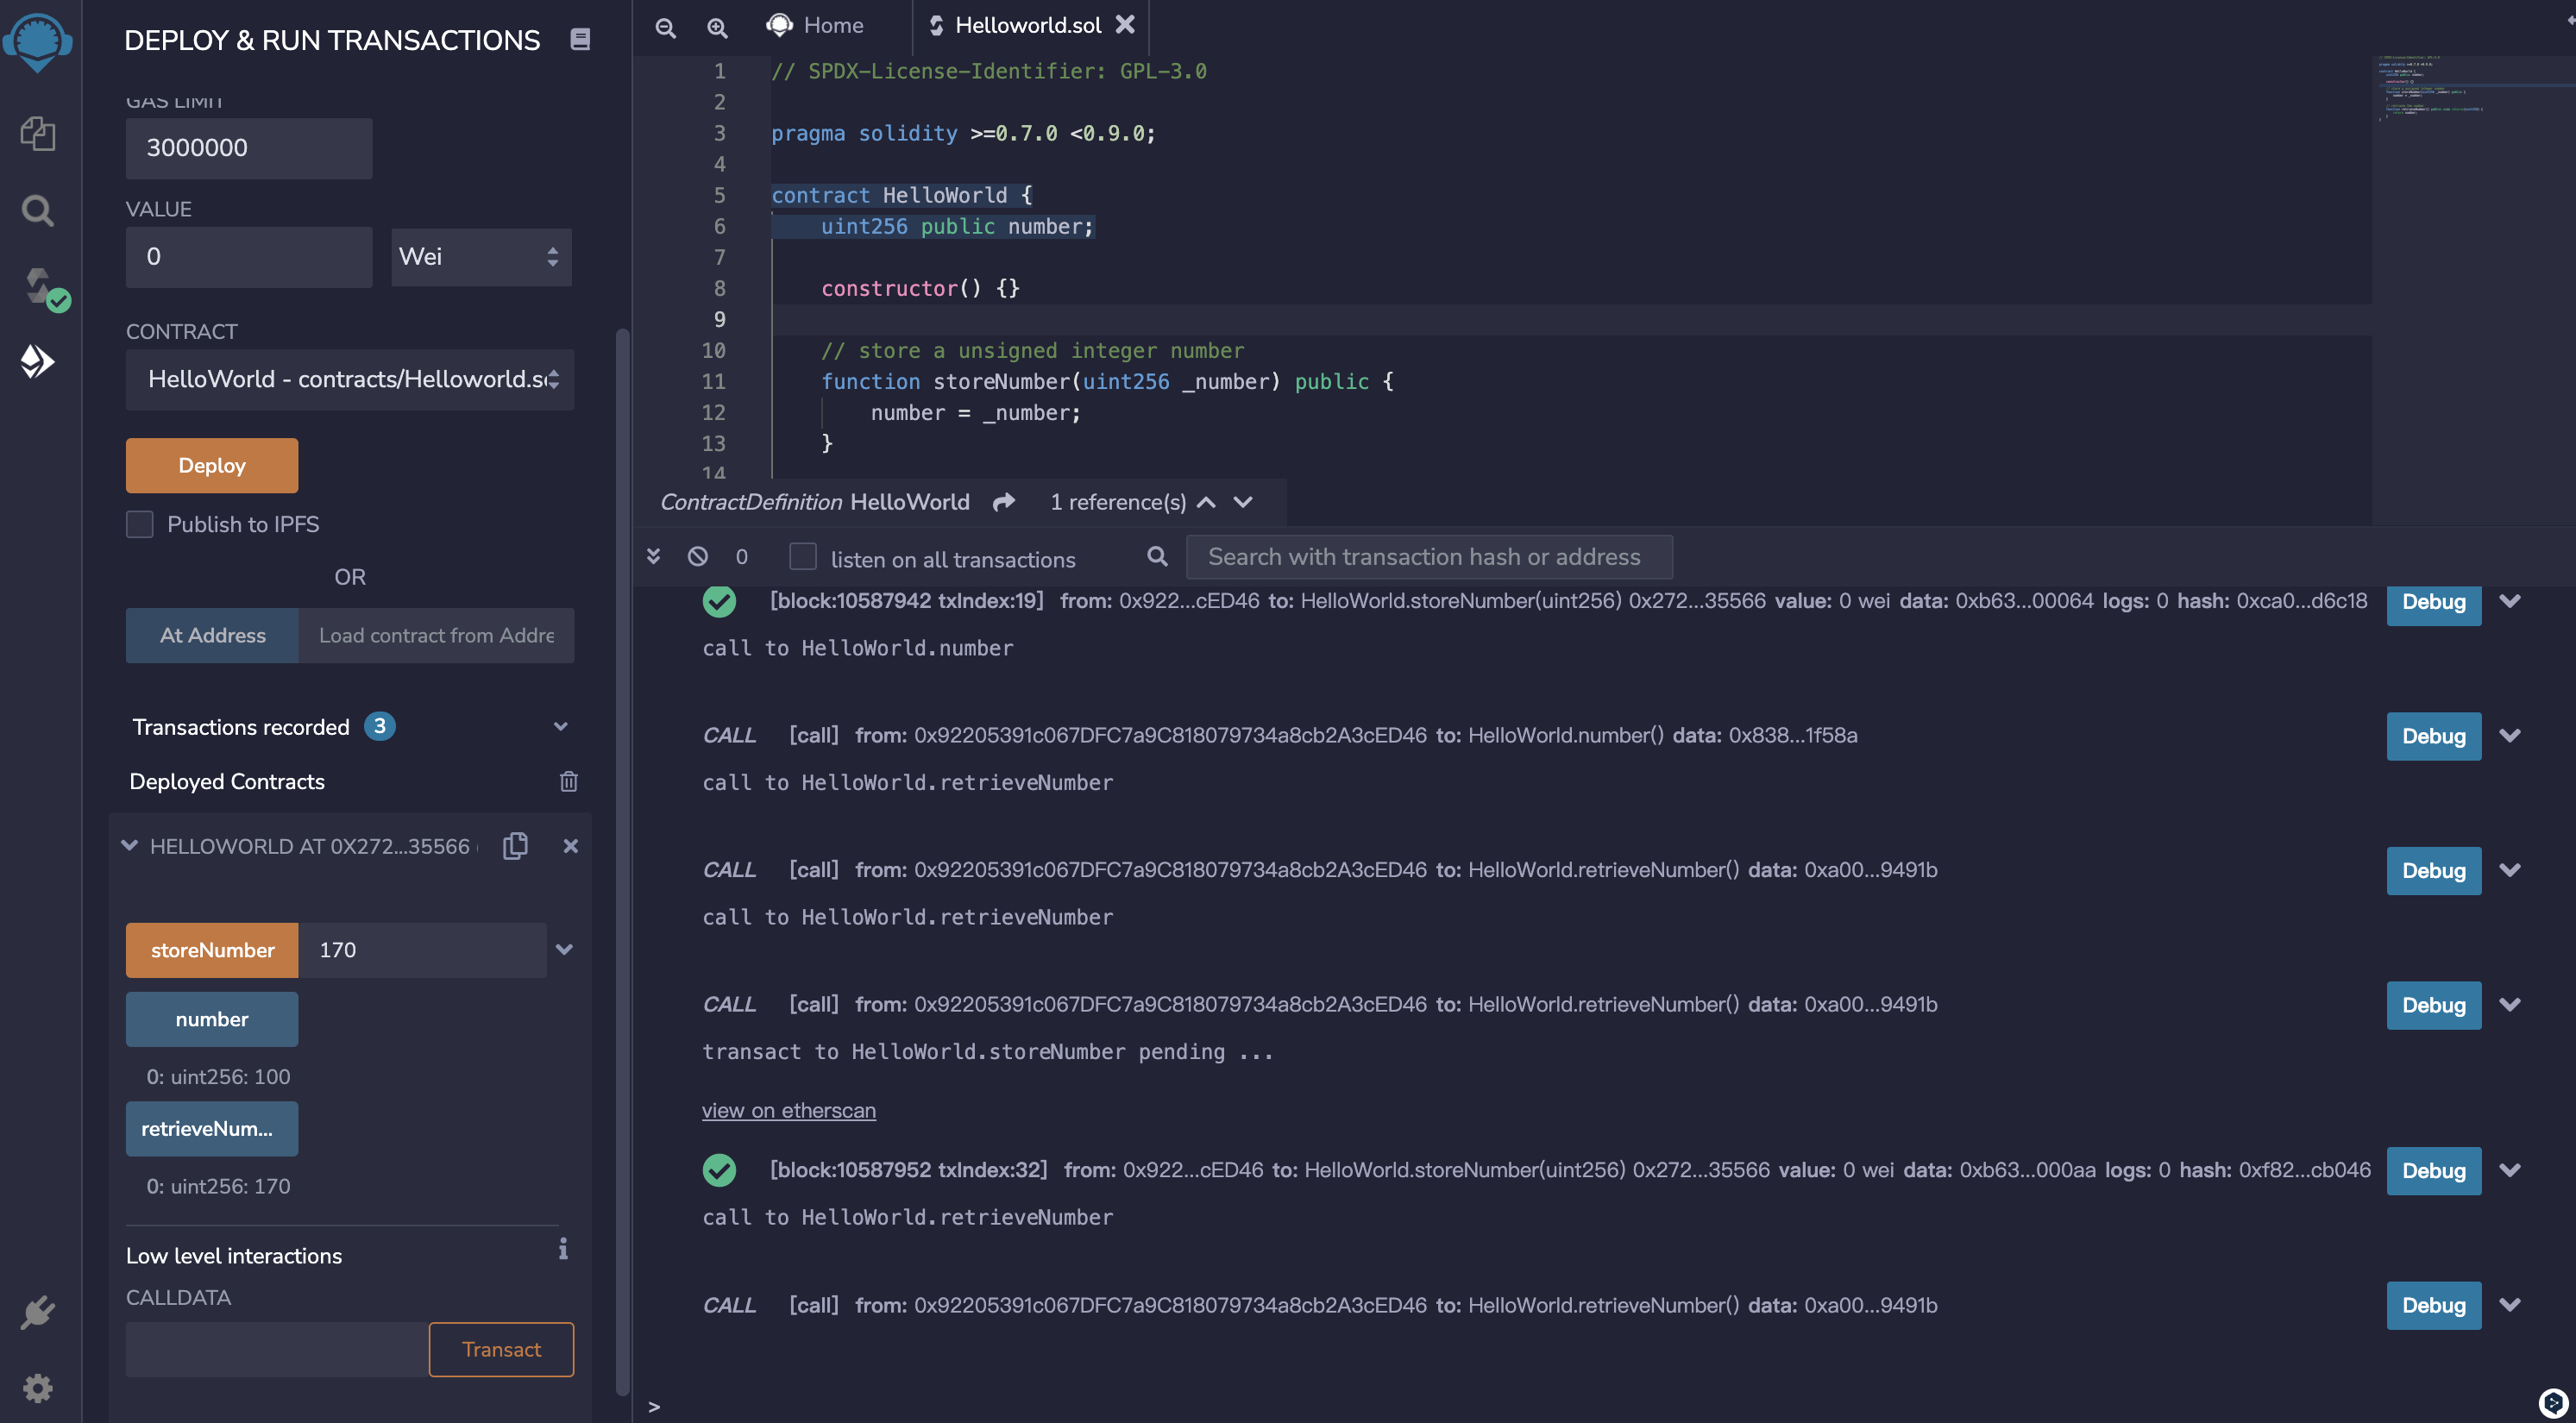 DEPLOY & RUN TRANSACTIONS
GAS LIMIT
3000000
VALUE
0
Wei
CONTRACT
HelloWorld - contracts/Helloworld.so
Deploy
Publish to IPFS
OR
At Address
Load contract from Addre
Transactions recorded 3
Deployed Contracts
HELLOWORLD AT 0X272...35566
storeNumber
170
number
0: uint256: 100
retrieveNum...
0: uint256: 170
Low level interactions
CALLDATA
Transact
Home
Helloworld.sol
1 // SPDX-License-Identifier: GPL-3.0
2
3 pragma solidity >=0.7.0 <0.9.0;
4
5 contract HelloWorld {
6 uint256 public number;
7
8 constructor() {}
9
10 // store a unsigned integer number
11 function storeNumber(uint256 _number) public {
12 number = _number;
13 }
14
ContractDefinition HelloWorld 1 reference(s)
0
listen on all transactions
Search with transaction hash or address
[block:10587942 txIndex:19] from: 0x922...cED46 to: HelloWorld.storeNumber(uint256) 0x272...35566 value: 0 wei data: 0xb63...00064 logs: 0 hash: 0xca0...d6c18
Debug
call to HelloWorld.number
CALL [call] from: 0x92205391c067DFC7a9C818079734a8cb2A3cED46 to: HelloWorld.number() data: 0x838...1f58a
Debug
call to HelloWorld.retrieveNumber
CALL [call] from: 0x92205391c067DFC7a9C818079734a8cb2A3cED46 to: HelloWorld.retrieveNumber() data: 0xa00...9491b
Debug
call to HelloWorld.retrieveNumber
CALL [call] from: 0x92205391c067DFC7a9C818079734a8cb2A3cED46 to: HelloWorld.retrieveNumber() data: 0xa00...9491b
Debug
transact to HelloWorld.storeNumber pending ...
view on etherscan
[block:10587952 txIndex:32] from: 0x922...cED46 to: HelloWorld.storeNumber(uint256) 0x272...35566 value: 0 wei data: 0xb63...000aa logs: 0 hash: 0xf82...cb046
Debug
call to HelloWorld.retrieveNumber
CALL [call] from: 0x92205391c067DFC7a9C818079734a8cb2A3cED46 to: HelloWorld.retrieveNumber() data: 0xa00...9491b
Debug
>